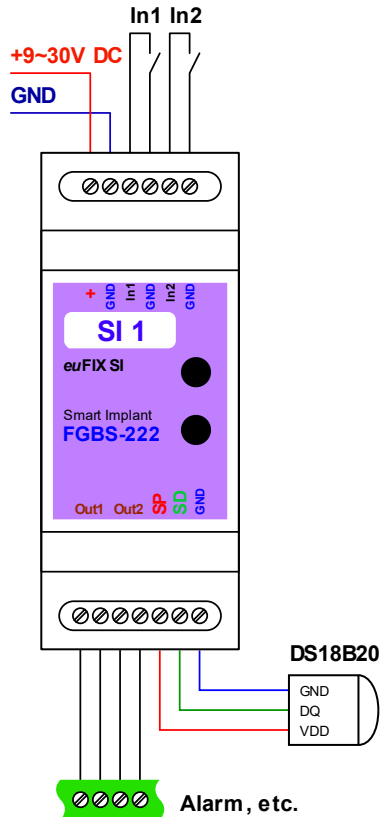 In1 In2
+9~30V DC
GND
+ GND In1 GND In2 GND
SI 1
euFIX SI
Smart Implant
FGBS-222
Out1 Out2 SP SD GND
DS18B20
GND
DQ
VDD
Alarm, etc.